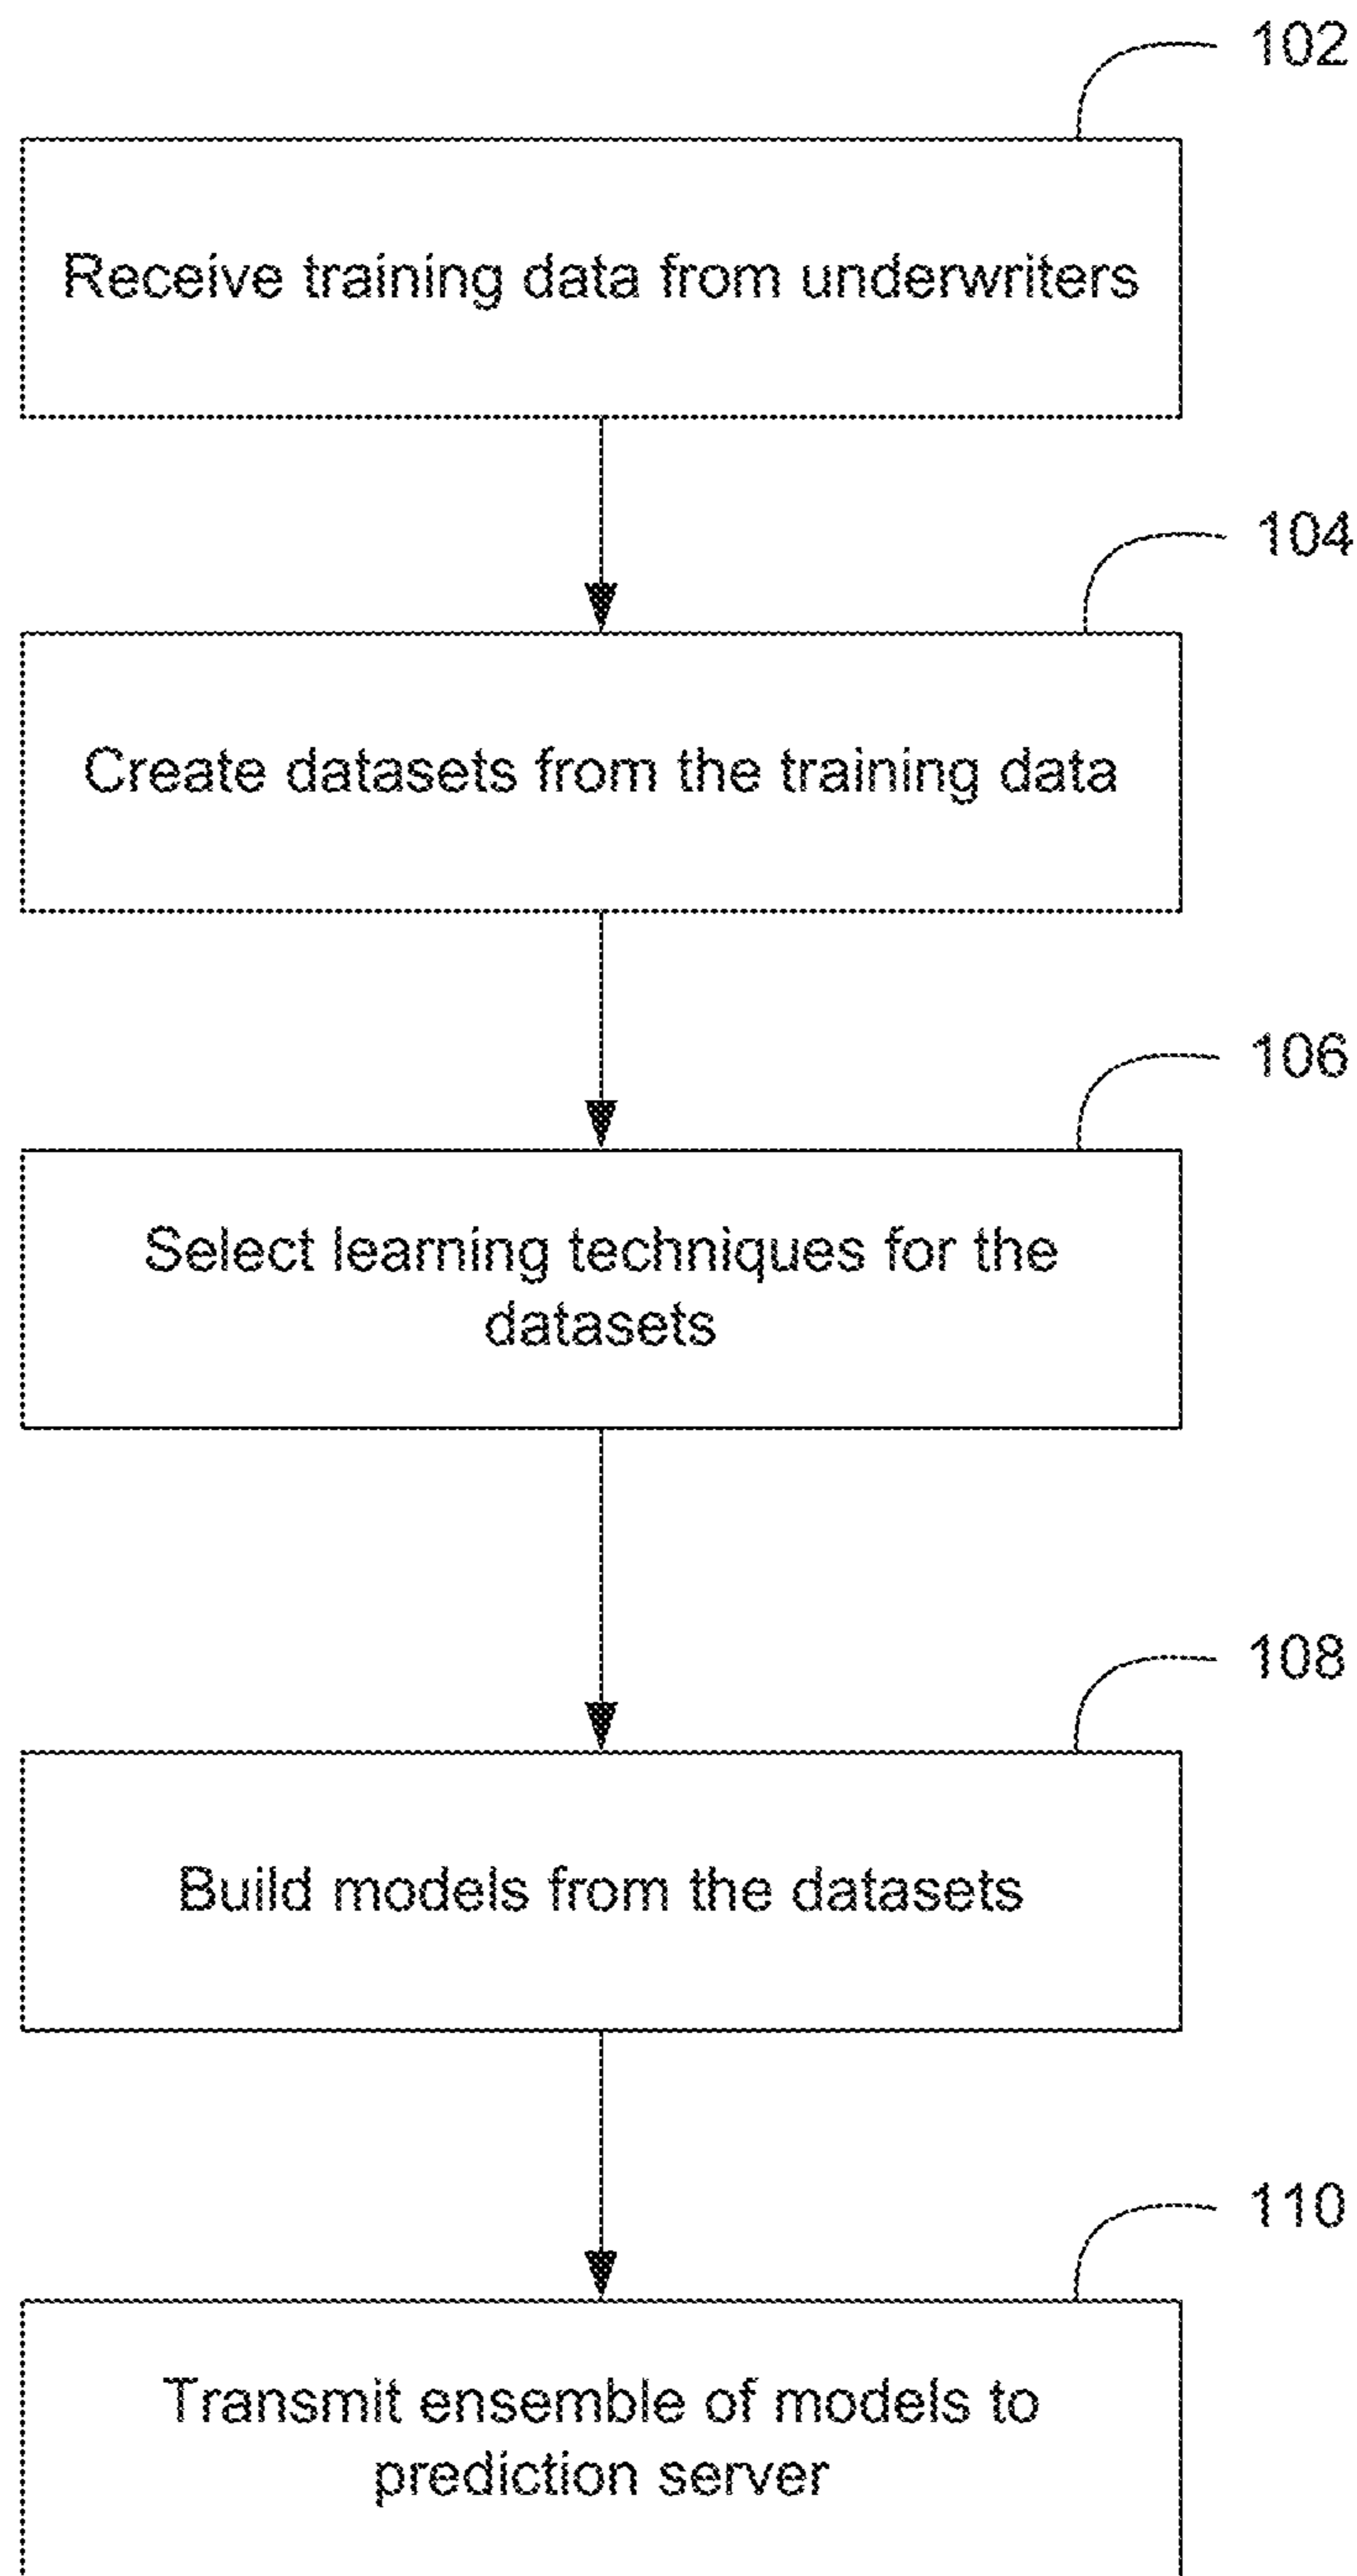 102
Receive training data from underwriters
104
Create datasets from the training data
106
Select learning techniques for the
datasets
108
Build models from the datasets
110
Transmit ensemble of models to
prediction server